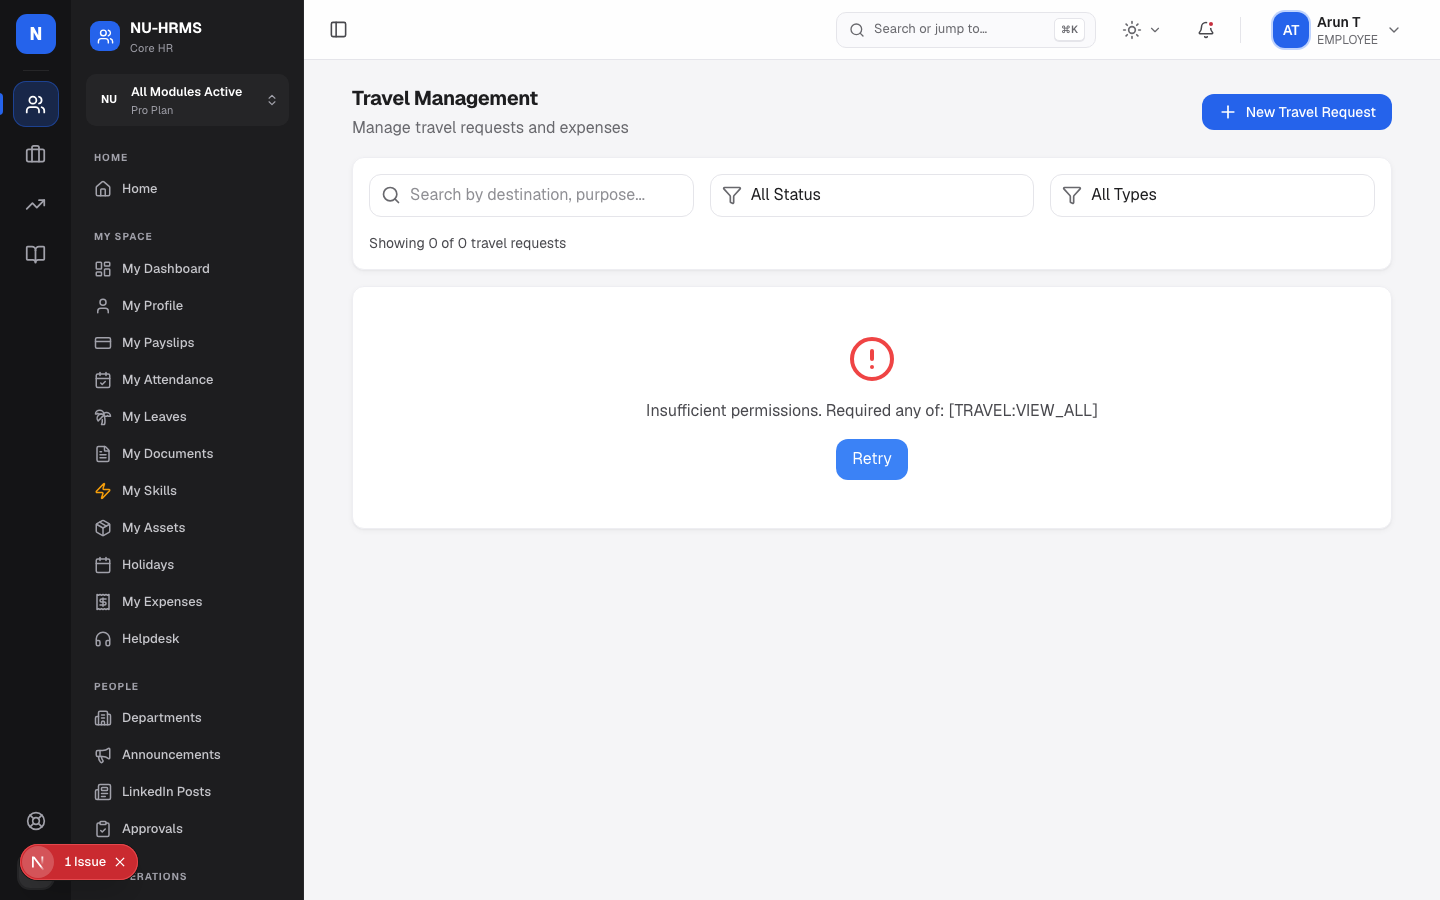 N
NU-HRMS
Core HR
NU
All Modules Active
Pro Plan
HOME
Home
MY SPACE
My Dashboard
My Profile
My Payslips
My Attendance
My Leaves
My Documents
My Skills
My Assets
Holidays
My Expenses
Helpdesk
PEOPLE
Departments
Announcements
LinkedIn Posts
Approvals
ERATIONS
N
1 Issue
Search or jump to...
⌘K
AT
Arun T
EMPLOYEE
Travel Management
Manage travel requests and expenses
New Travel Request
Search by destination, purpose...
All Status
All Types
Showing 0 of 0 travel requests
Insufficient permissions. Required any of: [TRAVEL:VIEW_ALL]
Retry